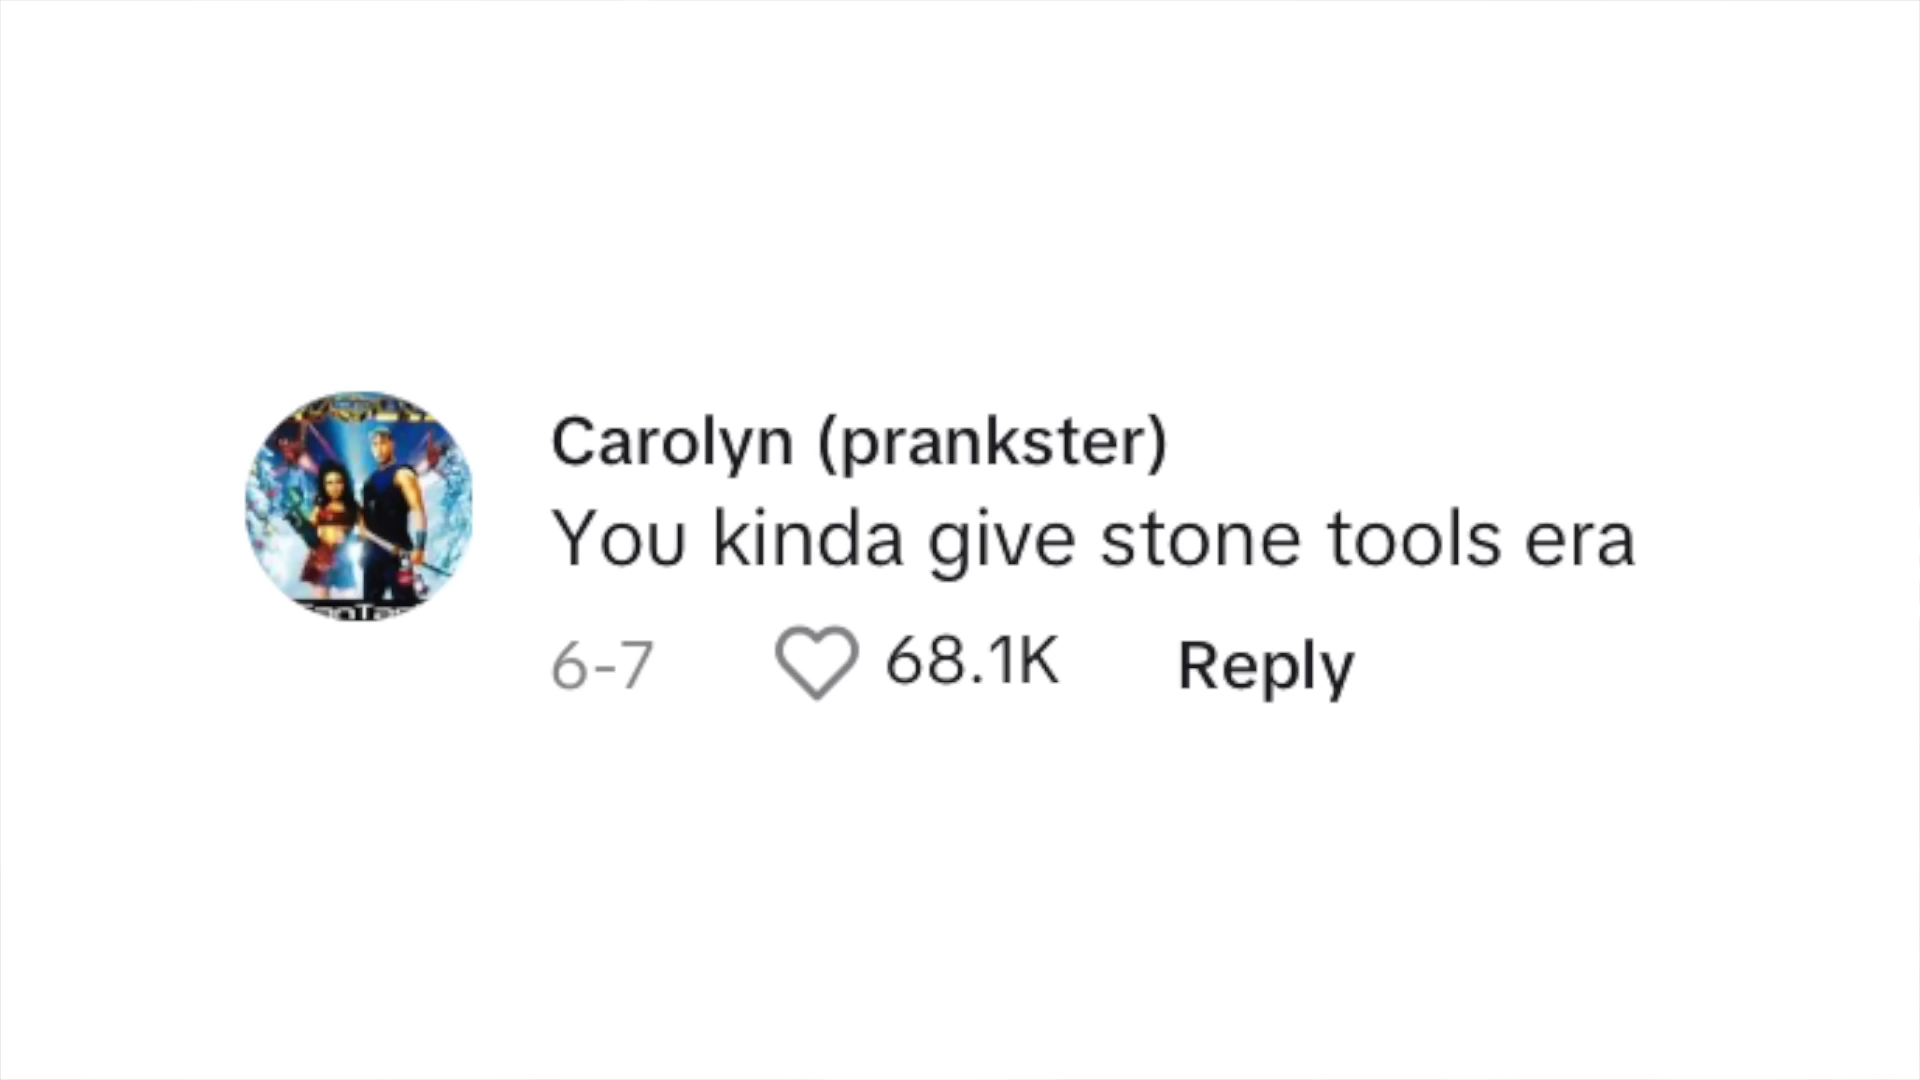 Carolyn (prankster)
You kinda give stone tools era
6-7 68.1K Reply